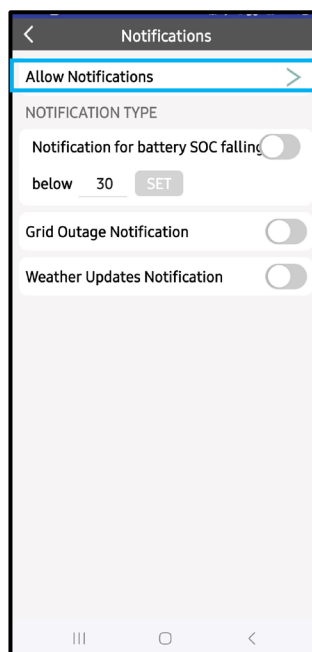 Notifications
Allow Notifications
NOTIFICATION TYPE
Notification for battery SOC falling
below 30 SET
Grid Outage Notification
Weather Updates Notification